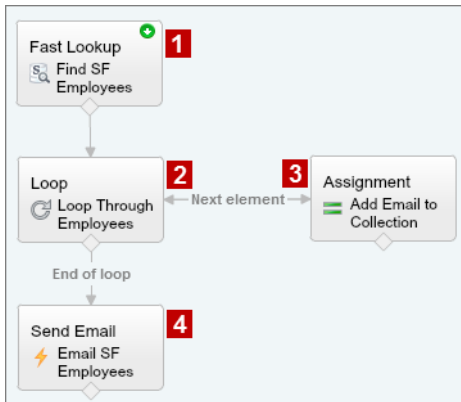 Fast Lookup
Find SF
Employees
1
Loop
Loop Through
Employees
2
Next element
3
Assignment
Add Email to
Collection
End of loop
Send Email
Email SF
Employees
4